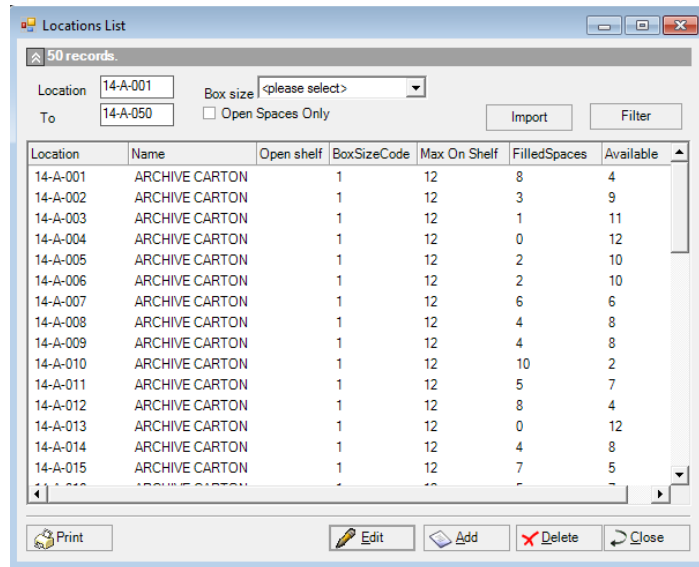 Locations List
50 records.
Location 14-A-001 Box size <please select>
To 14-A-050 Open Spaces Only Import Filter
Location Name Open shelf BoxSizeCode Max On Shelf FilledSpaces Available
14-A-001 ARCHIVE CARTON 1 12 8 4
14-A-002 ARCHIVE CARTON 1 12 3 9
14-A-003 ARCHIVE CARTON 1 12 1 11
14-A-004 ARCHIVE CARTON 1 12 0 12
14-A-005 ARCHIVE CARTON 1 12 2 10
14-A-006 ARCHIVE CARTON 1 12 2 10
14-A-007 ARCHIVE CARTON 1 12 6 6
14-A-008 ARCHIVE CARTON 1 12 4 8
14-A-009 ARCHIVE CARTON 1 12 4 8
14-A-010 ARCHIVE CARTON 1 12 10 2
14-A-011 ARCHIVE CARTON 1 12 5 7
14-A-012 ARCHIVE CARTON 1 12 8 4
14-A-013 ARCHIVE CARTON 1 12 0 12
14-A-014 ARCHIVE CARTON 1 12 4 8
14-A-015 ARCHIVE CARTON 1 12 7 5
Print Edit Add Delete Close